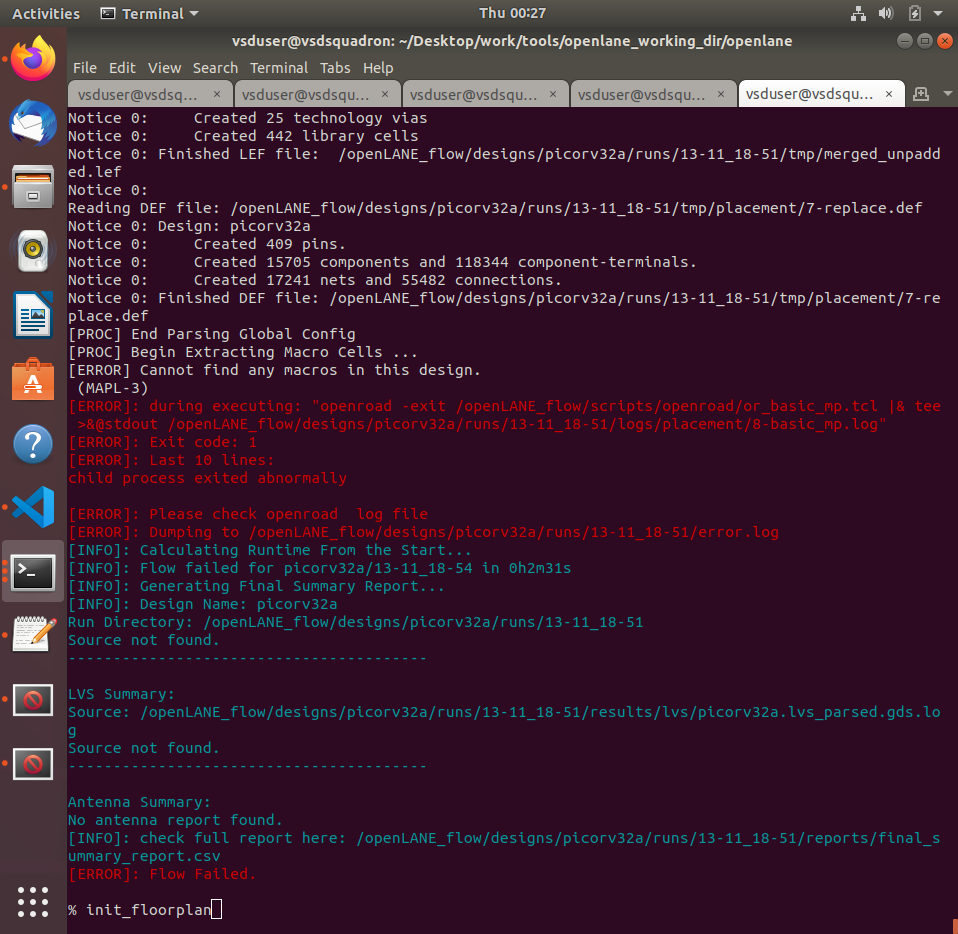 Activities Terminal Thu 00:27
vsduser@vsdsquadron: ~/Desktop/work/tools/openlane_working_dir/openlane
File Edit View Search Terminal Tabs Help
vsduser@vsdsq... × vsduser@vsdsqu... × vsduser@vsdsqu... × vsduser@vsdsqu... × vsduser@vsdsqu... ×
Notice 0:     Created 25 technology vias
Notice 0:     Created 442 library cells
Notice 0: Finished LEF file:  /openLANE_flow/designs/picorv32a/runs/13-11_18-51/tmp/merged_unpadd
ed.lef
Notice 0:
Reading DEF file: /openLANE_flow/designs/picorv32a/runs/13-11_18-51/tmp/placement/7-replace.def
Notice 0: Design: picorv32a
Notice 0:     Created 409 pins.
Notice 0:     Created 15705 components and 118344 component-terminals.
Notice 0:     Created 17241 nets and 55482 connections.
Notice 0: Finished DEF file: /openLANE_flow/designs/picorv32a/runs/13-11_18-51/tmp/placement/7-re
place.def
[PROC] End Parsing Global Config
[PROC] Begin Extracting Macro Cells ...
[ERROR] Cannot find any macros in this design.
 (MAPL-3)
[ERROR]: during executing: "openroad -exit /openLANE_flow/scripts/openroad/or_basic_mp.tcl |& tee
 >&@stdout /openLANE_flow/designs/picorv32a/runs/13-11_18-51/logs/placement/8-basic_mp.log"
[ERROR]: Exit code: 1
[ERROR]: Last 10 lines:
child process exited abnormally
[ERROR]: Please check openroad  log file
[ERROR]: Dumping to /openLANE_flow/designs/picorv32a/runs/13-11_18-51/error.log
[INFO]: Calculating Runtime From the Start...
[INFO]: Flow failed for picorv32a/13-11_18-54 in 0h2m31s
[INFO]: Generating Final Summary Report...
[INFO]: Design Name: picorv32a
Run Directory: /openLANE_flow/designs/picorv32a/runs/13-11_18-51
Source not found.
----------------------------------------
LVS Summary:
Source: /openLANE_flow/designs/picorv32a/runs/13-11_18-51/results/lvs/picorv32a.lvs_parsed.gds.lo
g
Source not found.
----------------------------------------
Antenna Summary:
No antenna report found.
[INFO]: check full report here: /openLANE_flow/designs/picorv32a/runs/13-11_18-51/reports/final_s
ummary_report.csv
[ERROR]: Flow Failed.
% init_floorplan